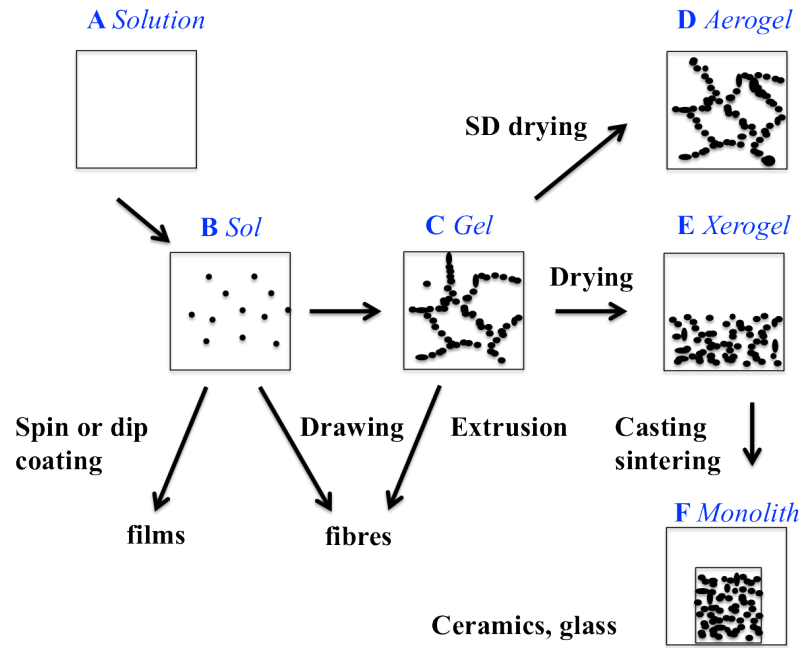 A Solution
D Aerogel
SD drying
B Sol
C Gel
E Xerogel
Drying
Spin or dip
coating
Drawing
Extrusion
Casting
sintering
films
fibres
F Monolith
Ceramics, glass